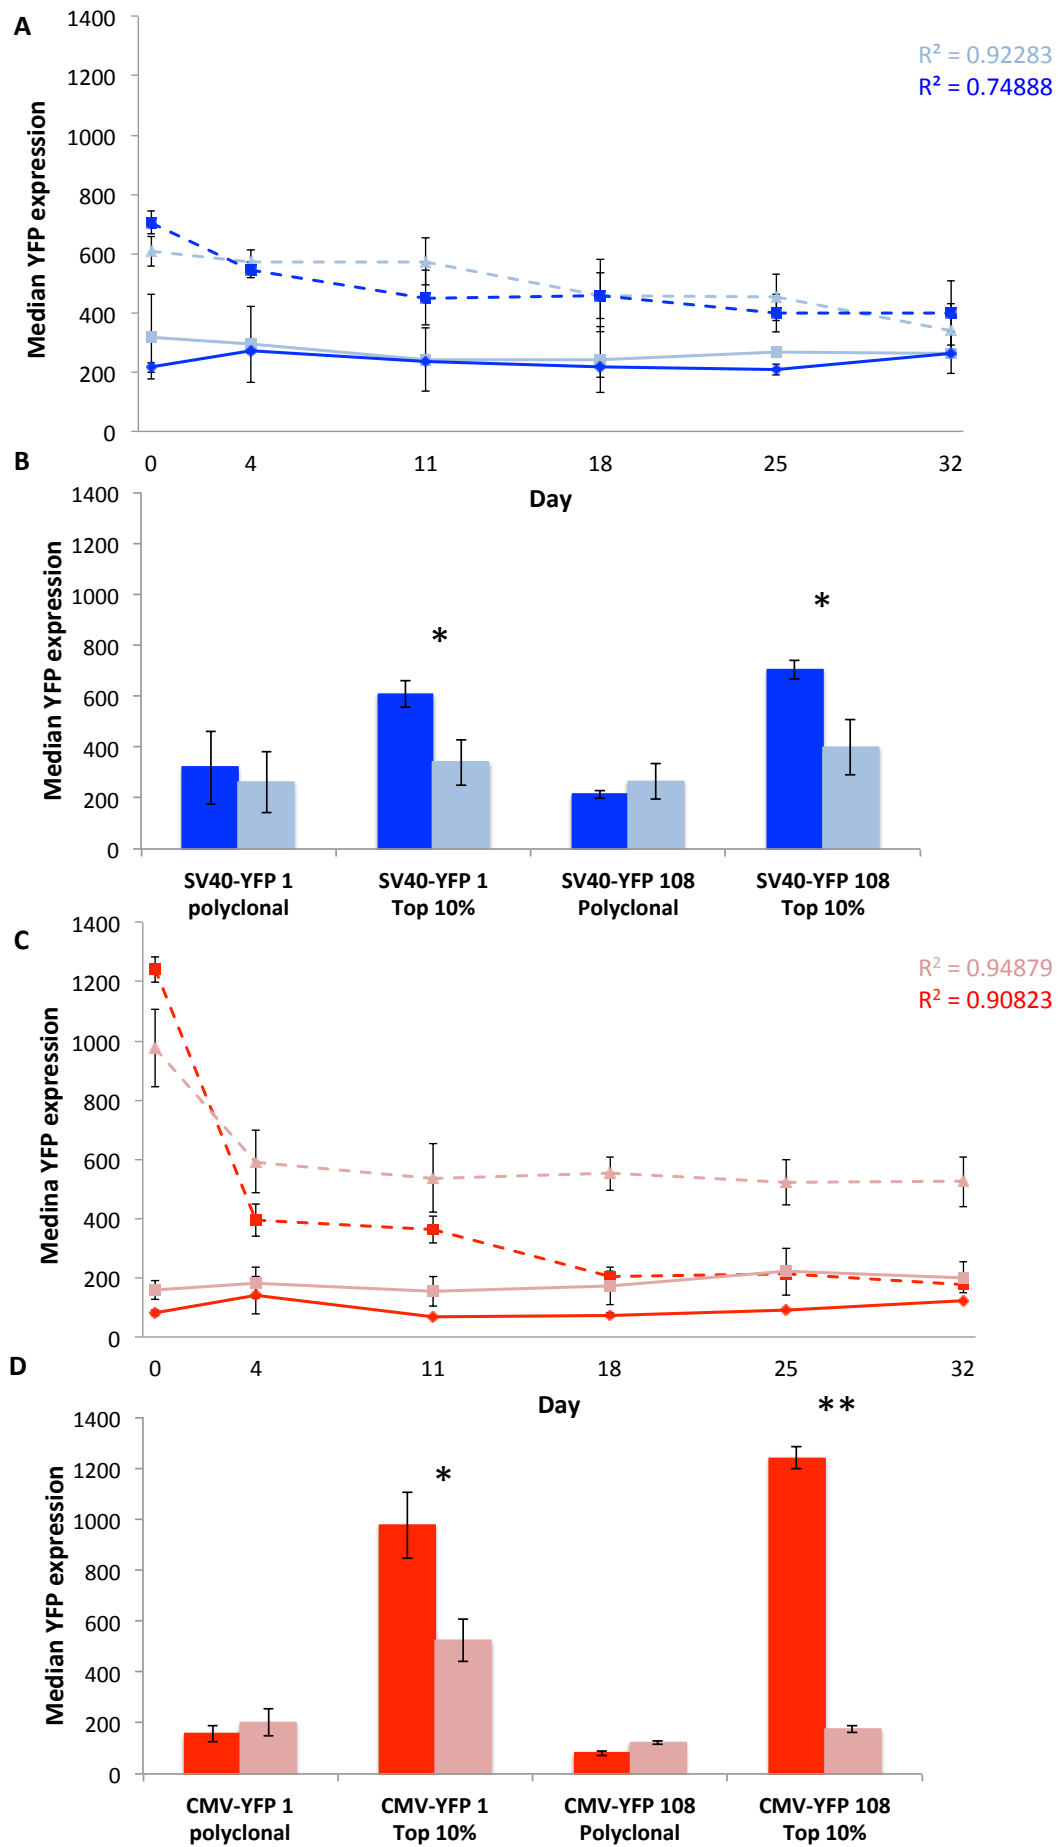 A
1400
1200
1000
800
600
400
200
0
Median YFP expression
R² = 0.92283
R² = 0.74888
0 4 11 18 25 32
Day
B
1400
1200
1000
800
600
400
200
0
Median YFP expression
*
*
SV40-YFP 1 SV40-YFP 1 SV40-YFP 108 SV40-YFP 108
polyclonal Top 10% Polyclonal Top 10%
C
1400
1200
1000
800
600
400
200
0
Medina YFP expression
R² = 0.94879
R² = 0.90823
0 4 11 18 25 32
Day
D
1400
1200
1000
800
600
400
200
0
Median YFP expression
*
**
CMV-YFP 1 CMV-YFP 1 CMV-YFP 108 CMV-YFP 108
polyclonal Top 10% Polyclonal Top 10%